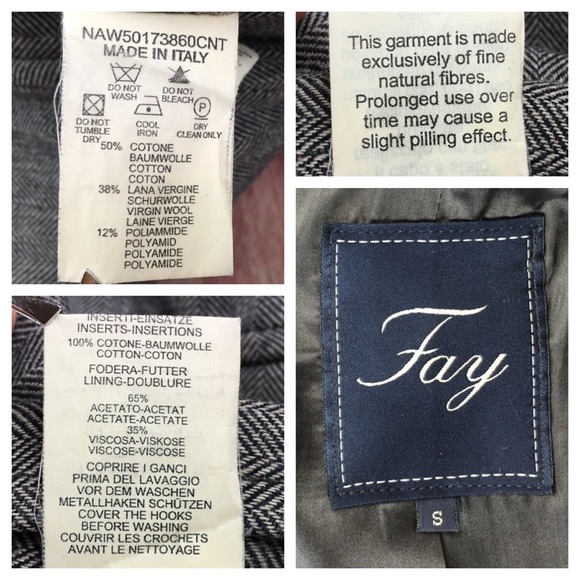 NAW50173860CNT
MADE IN ITALY
DO NOT WASH
DO NOT BLEACH
DO NOT TUMBLE DRY
COOL IRON
P
DRY CLEAN ONLY
50% COTONE
BAUMWOLLE
COTTON
COTON
38% LANA VERGINE
SCHURWOLLE
VIRGIN WOOL
LAINE VIERGE
12% POLIAMMIDE
POLYAMID
POLYAMIDE
POLYAMIDE
This garment is made
exclusively of fine
natural fibres.
Prolonged use over
time may cause a
slight pilling effect.
INSERTI-EINSATZE
INSERTS-INSERTIONS
100% COTONE-BAUMWOLLE
COTTON-COTON
FODERA-FUTTER
LINING-DOUBLURE
65%
ACETATO-ACETAT
ACETATE-ACETATE
35%
VISCOSA-VISKOSE
VISCOSE-VISCOSE
COPRIRE I GANCI
PRIMA DEL LAVAGGIO
VOR DEM WASCHEN
METALLHAKEN SCHÜTZEN
COVER THE HOOKS
BEFORE WASHING
COUVRIR LES CROCHETS
AVANT LE NETTOYAGE
Fay
S